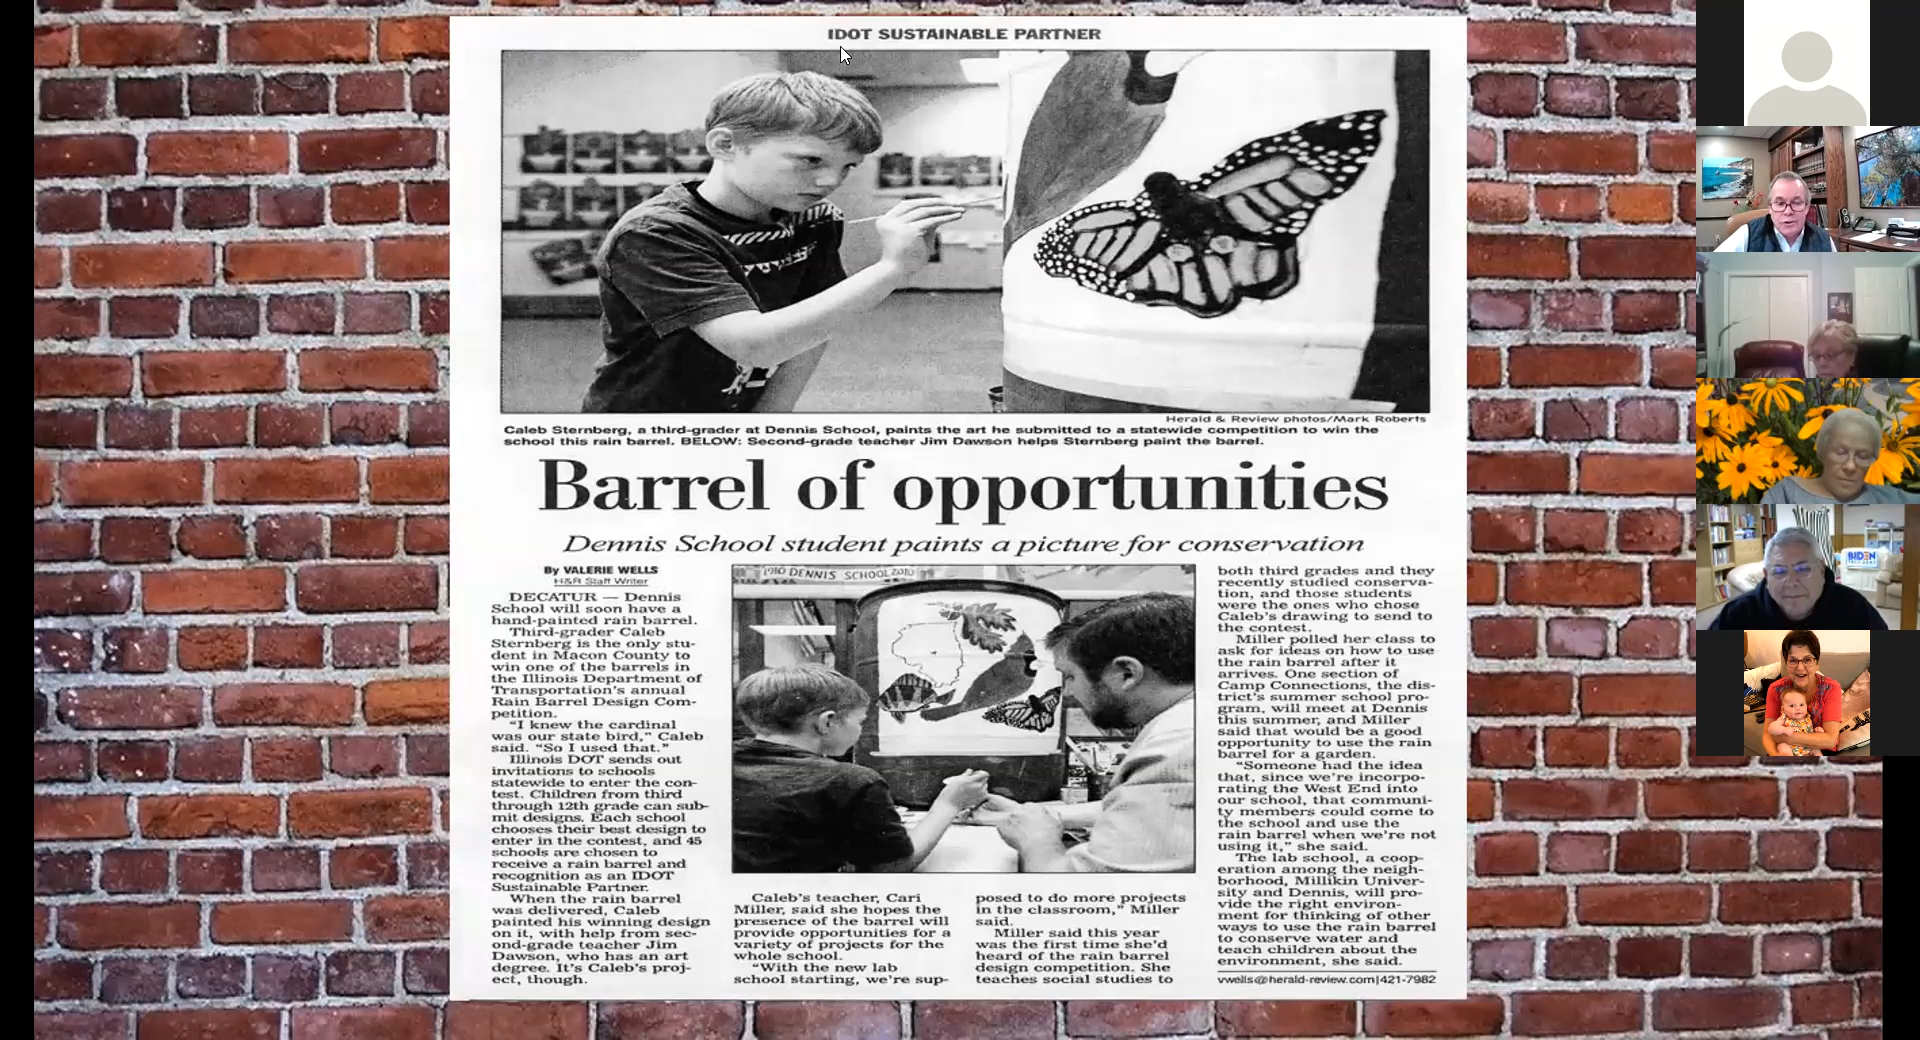 IDOT SUSTAINABLE PARTNER
Herald & Review photos/Mark Roberts
Caleb Sternberg, a third-grader at Dennis School, paints the art he submitted to a statewide competition to win the
school this rain barrel. BELOW: Second-grade teacher Jim Dawson helps Sternberg paint the barrel.
Barrel of opportunities
Dennis School student paints a picture for conservation
By VALERIE WELLS
H&R Staff Writer
DECATUR — Dennis
School will soon have a
hand-painted rain barrel.
Third-grader Caleb
Sternberg is the only stu-
dent in Macon County to
win one of the barrels in
the Illinois Department of
Transportation's annual
Rain Barrel Design Com-
petition.
"I knew the cardinal
was our state bird," Caleb
said. "So I used that."
Illinois DOT sends out
invitations to schools
statewide to enter the con-
test. Children from third
through 12th grade can sub-
mit designs. Each school
chooses their best design to
enter in the contest, and 45
schools are chosen to
receive a rain barrel and
recognition as an IDOT
Sustainable Partner.
When the rain barrel
was delivered, Caleb
painted his winning design
on it, with help from sec-
ond-grade teacher Jim
Dawson, who has an art
degree. It's Caleb's proj-
ect, though.
1910 DENNIS SCHOOL 2010
Caleb's teacher, Cari
Miller, said she hopes the
presence of the barrel will
provide opportunities for a
variety of projects for the
whole school.
"With the new lab
school starting, we're sup-
posed to do more projects
in the classroom," Miller
said.
Miller said this year
was the first time she'd
heard of the rain barrel
design competition. She
teaches social studies to
both third grades and they
recently studied conserva-
tion, and those students
were the ones who chose
Caleb's drawing to send to
the contest.
Miller polled her class to
ask for ideas on how to use
the rain barrel after it
arrives. One section of
Camp Connections, the dis-
trict's summer school pro-
gram, will meet at Dennis
this summer, and Miller
said that would be a good
opportunity to use the rain
barrel for a garden.
"Someone had the idea
that, since we're incorpo-
rating the West End into
our school, that communi-
ty members could come to
the school and use the
rain barrel when we're not
using it," she said.
The lab school, a coop-
eration among the neigh-
borhood, Millikin Univer-
sity and Dennis, will pro-
vide the right environ-
ment for thinking of other
ways to use the rain barrel
to conserve water and
teach children about the
environment, she said.
vwells@herald-review.com|421-7982
BIDEN